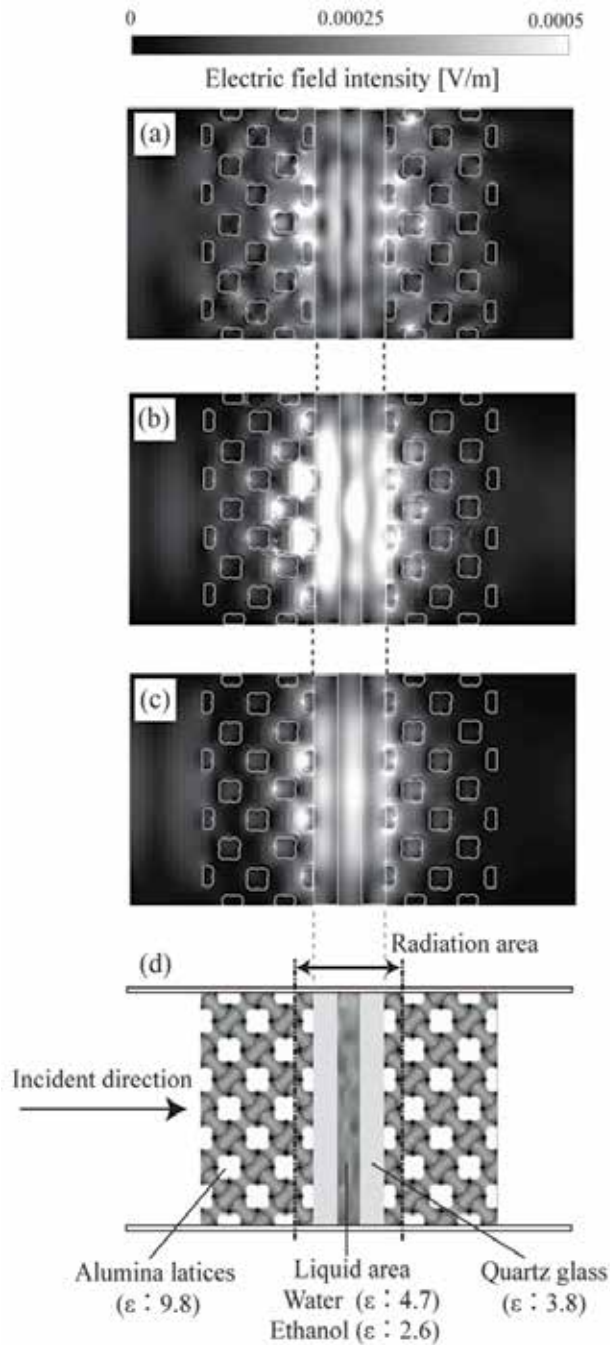 0 0.00025 0.0005
Electric field intensity [V/m]
(a)
(b)
(c)
(d) Radiation area
Incident direction
Alumina latices
(ε : 9.8)
Liquid area
Water (ε : 4.7)
Ethanol (ε : 2.6)
Quartz glass
(ε : 3.8)